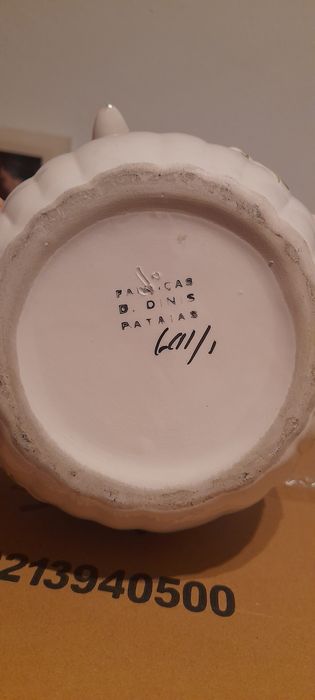 FAIANÇAS
D. DINIS
PATAIAS
601/1
213940500